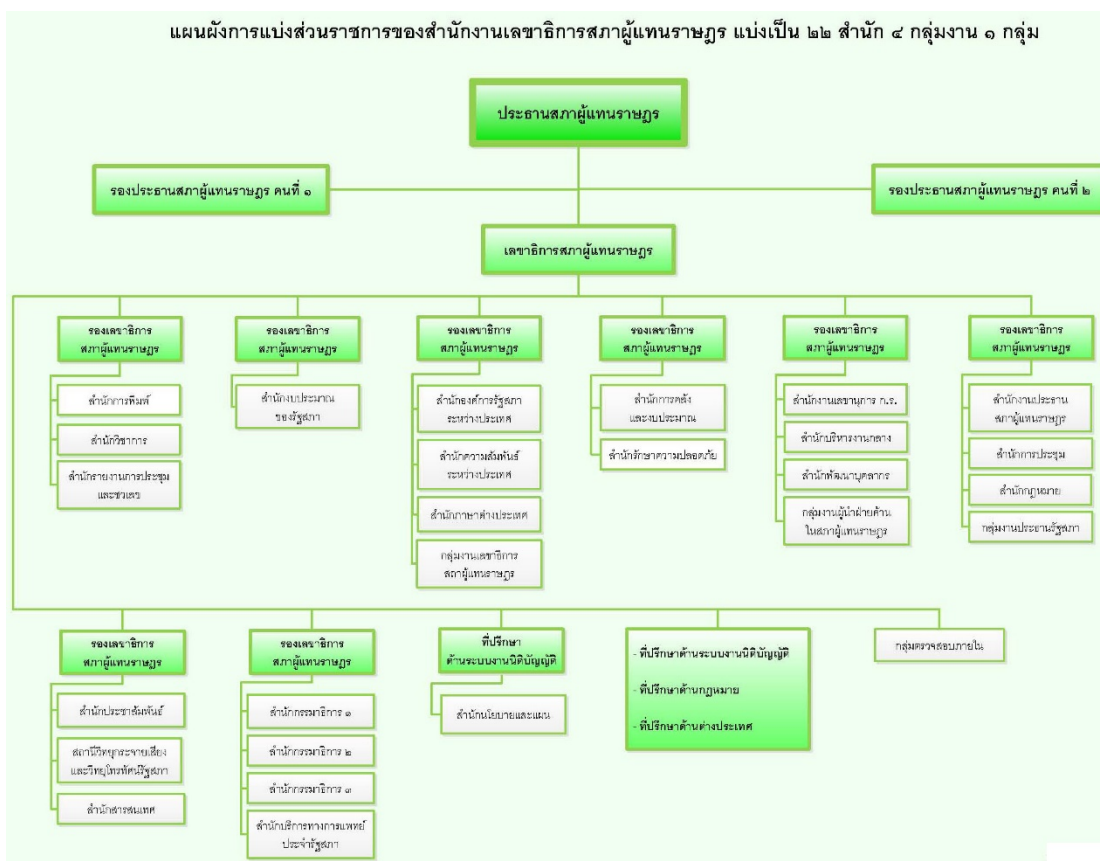 แผนผังการแบ่งส่วนราชการของสำนักงานเลขาธิการสภาผู้แทนราษฎร แบ่งเป็น ๒๒ สำนัก ๔ กลุ่มงาน ๑ กลุ่ม
ประธานสภาผู้แทนราษฎร
รองประธานสภาผู้แทนราษฎร คนที่ ๑
รองประธานสภาผู้แทนราษฎร คนที่ ๒
เลขาธิการสภาผู้แทนราษฎร
รองเลขาธิการ
สภาผู้แทนราษฎร
สำนักการพิมพ์
สำนักวิชาการ
สำนักรายงานการประชุม
และชวเลข
รองเลขาธิการ
สภาผู้แทนราษฎร
สำนักงบประมาณ
ของรัฐสภา
รองเลขาธิการ
สภาผู้แทนราษฎร
สำนักองค์การรัฐสภา
ระหว่างประเทศ
สำนักความสัมพันธ์
ระหว่างประเทศ
สำนักภาษาต่างประเทศ
กลุ่มงานเลขาธิการ
สภาผู้แทนราษฎร
รองเลขาธิการ
สภาผู้แทนราษฎร
สำนักการคลัง
และงบประมาณ
สำนักรักษาความปลอดภัย
รองเลขาธิการ
สภาผู้แทนราษฎร
สำนักงานเลขานุการ ก.ร.
สำนักบริหารงานกลาง
สำนักพัฒนาบุคลากร
กลุ่มงานผู้นำฝ่ายค้าน
ในสภาผู้แทนราษฎร
รองเลขาธิการ
สภาผู้แทนราษฎร
สำนักงานประธาน
สภาผู้แทนราษฎร
สำนักการประชุม
สำนักกฎหมาย
กลุ่มงานประธานรัฐสภา
รองเลขาธิการ
สภาผู้แทนราษฎร
สำนักประชาสัมพันธ์
สถานีวิทยุกระจายเสียง
และวิทยุโทรทัศน์รัฐสภา
สำนักสารสนเทศ
รองเลขาธิการ
สภาผู้แทนราษฎร
สำนักกรรมาธิการ ๑
สำนักกรรมาธิการ ๒
สำนักกรรมาธิการ ๓
สำนักบริการทางการแพทย์
ประจำรัฐสภา
ที่ปรึกษา
ด้านระบบงานนิติบัญญัติ
สำนักนโยบายและแผน
- ที่ปรึกษาด้านระบบงานนิติบัญญัติ
- ที่ปรึกษาด้านกฎหมาย
- ที่ปรึกษาด้านต่างประเทศ
กลุ่มตรวจสอบภายใน